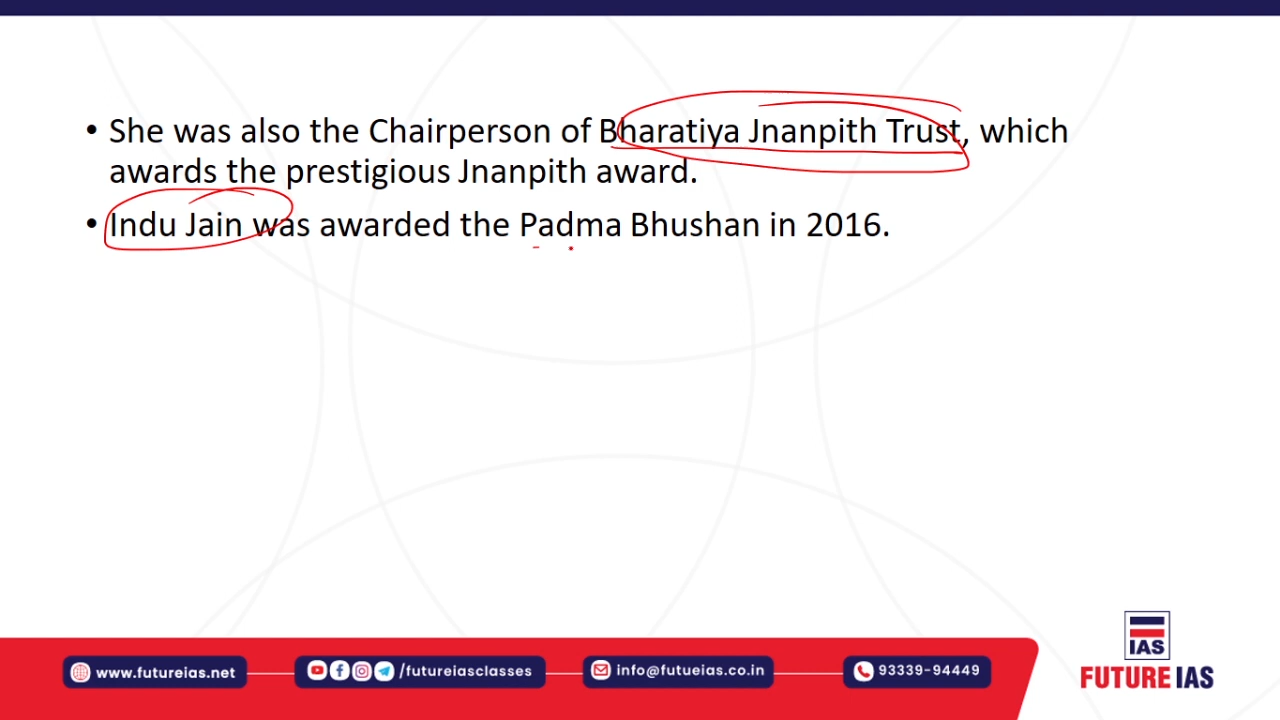 • She was also the Chairperson of Bharatiya Jnanpith Trust, which
awards the prestigious Jnanpith award.
• Indu Jain was awarded the Padma Bhushan in 2016.
IAS
www.futureias.net
/futureiasclasses
info@futueias.co.in
93339-94449
FUTURE IAS